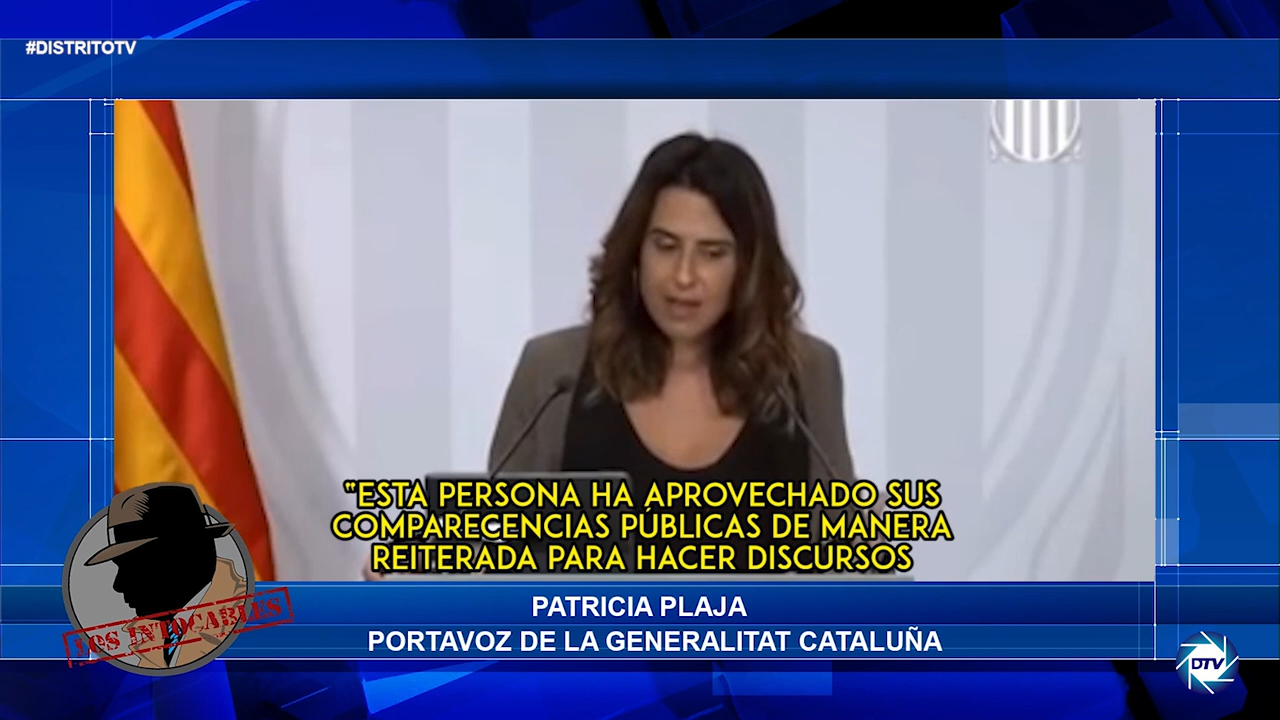 #DISTRITOTV
"ESTA PERSONA HA APROVECHADO SUS
COMPARECENCIAS PÚBLICAS DE MANERA
REITERADA PARA HACER DISCURSOS
LOS INTOCABLES
PATRICIA PLAJA
PORTAVOZ DE LA GENERALITAT CATALUÑA
DTV